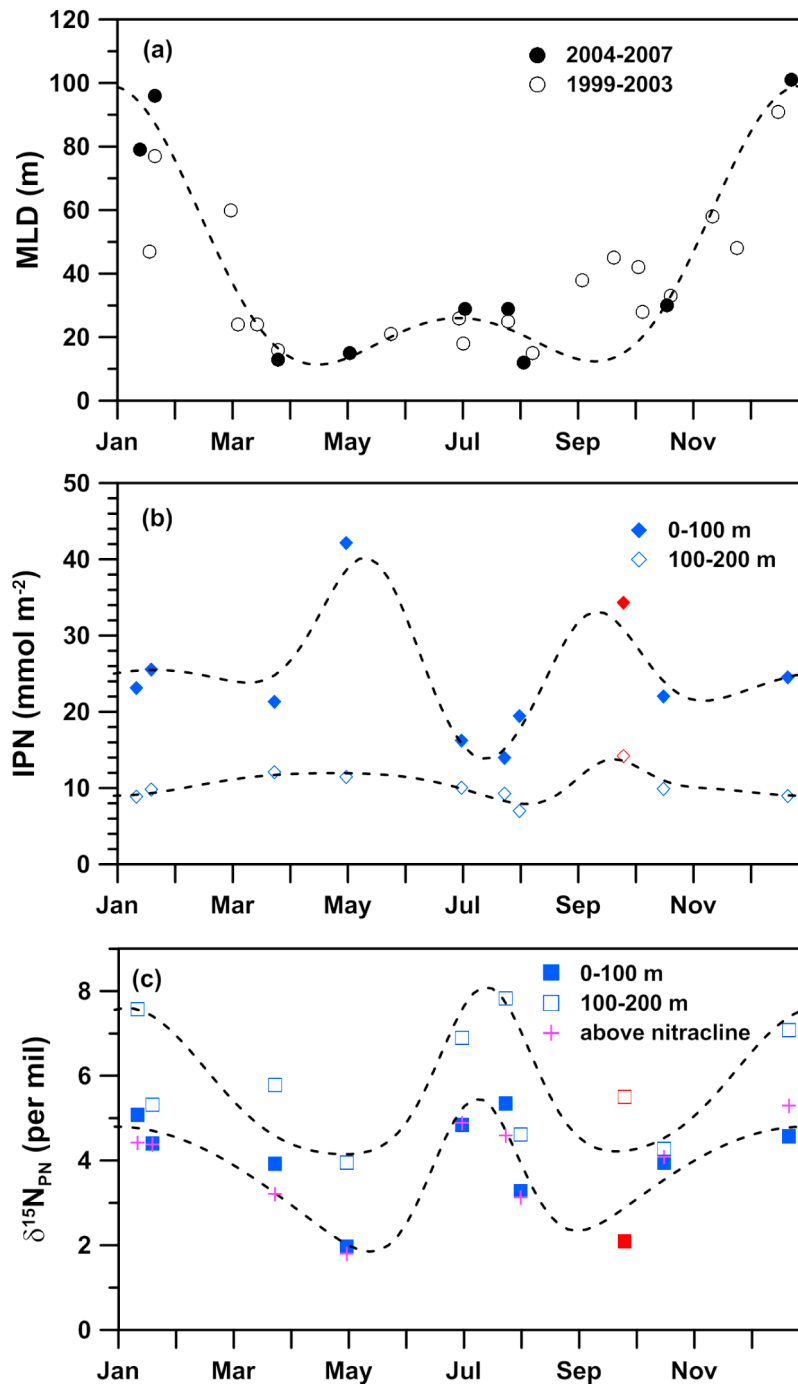 (a)
2004-2007
1999-2003
120
100
80
60
40
20
0
MLD (m)
Jan Mar May Jul Sep Nov
(b)
0-100 m
100-200 m
50
40
30
20
10
0
IPN (mmol m⁻²)
Jan Mar May Jul Sep Nov
(c)
0-100 m
100-200 m
above nitracline
8
6
4
2
0
δ¹⁵N_PN (per mil)
Jan Mar May Jul Sep Nov